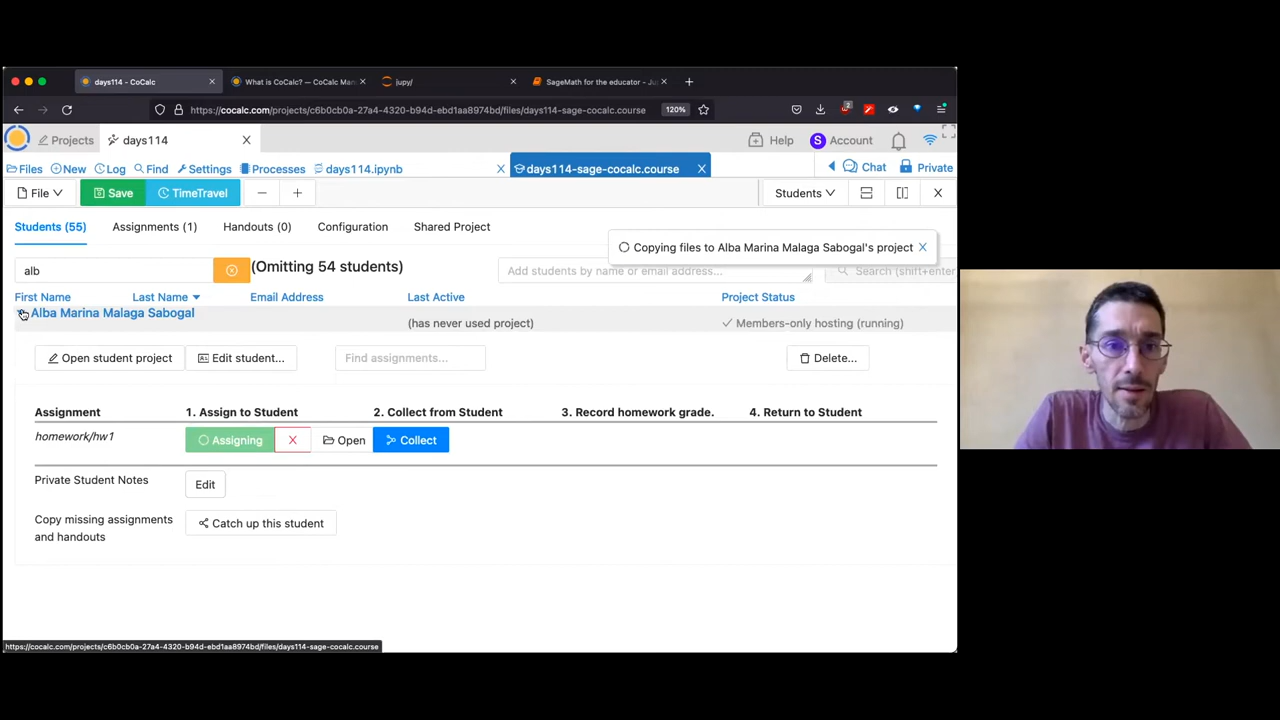 days114 - CoCalc
What is CoCalc? — CoCalc Man
jupy/
SageMath for the educator - Ju
https://cocalc.com/projects/c6b0cb0a-27a4-4320-b94d-ebd1aa8974bd/files/days114-sage-cocalc.course
120%
2
Projects
days114
Help
S
Account
Files
New
Log
Find
Settings
Processes
days114.ipynb
days114-sage-cocalc.course
Chat
Private
File
Save
TimeTravel
Students
Students (55)
Assignments (1)
Handouts (0)
Configuration
Shared Project
Copying files to Alba Marina Malaga Sabogal's project
alb
(Omitting 54 students)
Add students by name or email address...
Search (shift+enter
First Name
Last Name
Email Address
Last Active
Project Status
Alba Marina Malaga Sabogal
(has never used project)
Members-only hosting (running)
Open student project
Edit student...
Find assignments...
Delete...
Assignment
1. Assign to Student
2. Collect from Student
3. Record homework grade.
4. Return to Student
homework/hw1
Assigning
Open
Collect
Private Student Notes
Edit
Copy missing assignments
and handouts
Catch up this student
https://cocalc.com/projects/c6b0cb0a-27a4-4320-b94d-ebd1aa8974bd/files/days114-sage-cocalc.course